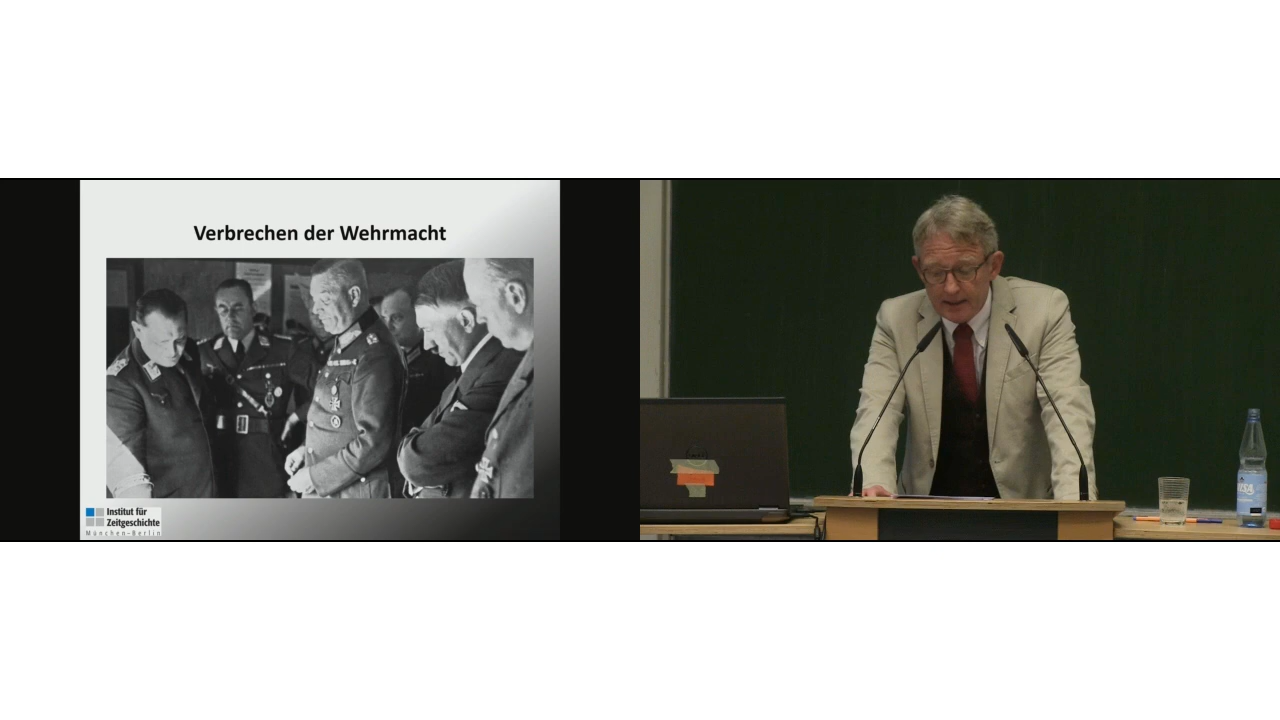 Verbrechen der Wehrmacht
Institut für
Zeitgeschichte
München–Berlin